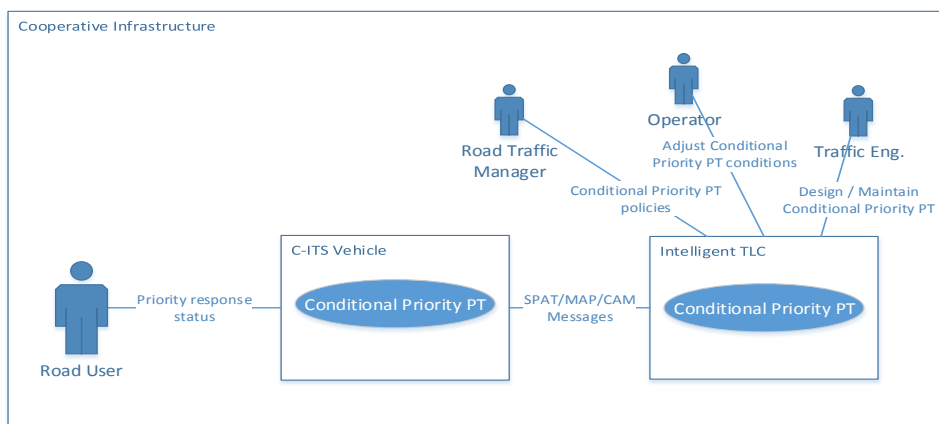 Cooperative Infrastructure
Operator
Road Traffic
Manager
Traffic Eng.
Adjust Conditional
Priority PT conditions
Conditional Priority PT
policies
Design / Maintain
Conditional Priority PT
C-ITS Vehicle
Intelligent TLC
Priority response
status
Conditional Priority PT
SPAT/MAP/CAM
Messages
Conditional Priority PT
Road User